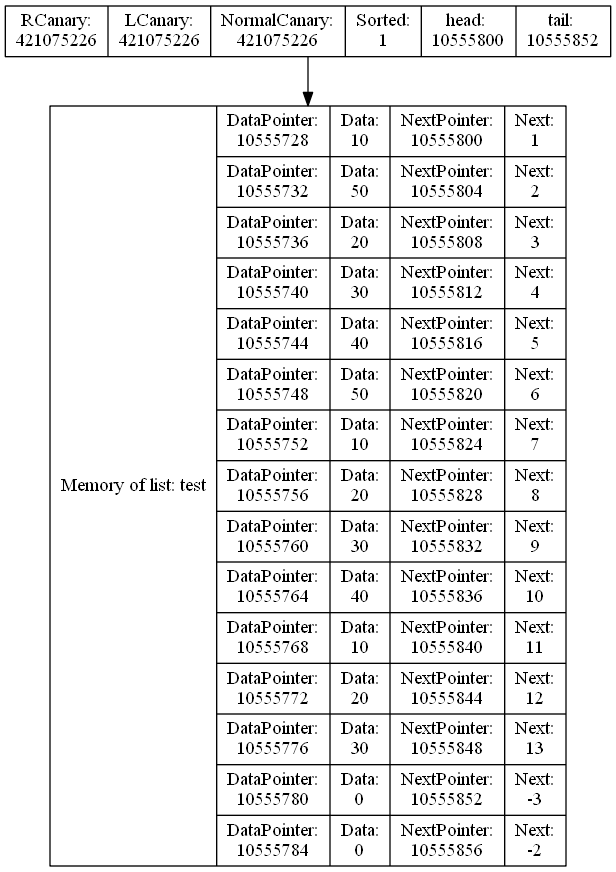 RCanary: LCanary: NormalCanary: Sorted: head: tail:
421075226 421075226 421075226 1 10555800 10555852
DataPointer: Data: NextPointer: Next:
10555728 10 10555800 1
DataPointer: Data: NextPointer: Next:
10555732 50 10555804 2
DataPointer: Data: NextPointer: Next:
10555736 20 10555808 3
DataPointer: Data: NextPointer: Next:
10555740 30 10555812 4
DataPointer: Data: NextPointer: Next:
10555744 40 10555816 5
DataPointer: Data: NextPointer: Next:
10555748 50 10555820 6
DataPointer: Data: NextPointer: Next:
10555752 10 10555824 7
Memory of list: test
DataPointer: Data: NextPointer: Next:
10555756 20 10555828 8
DataPointer: Data: NextPointer: Next:
10555760 30 10555832 9
DataPointer: Data: NextPointer: Next:
10555764 40 10555836 10
DataPointer: Data: NextPointer: Next:
10555768 10 10555840 11
DataPointer: Data: NextPointer: Next:
10555772 20 10555844 12
DataPointer: Data: NextPointer: Next:
10555776 30 10555848 13
DataPointer: Data: NextPointer: Next:
10555780 0 10555852 -3
DataPointer: Data: NextPointer: Next:
10555784 0 10555856 -2